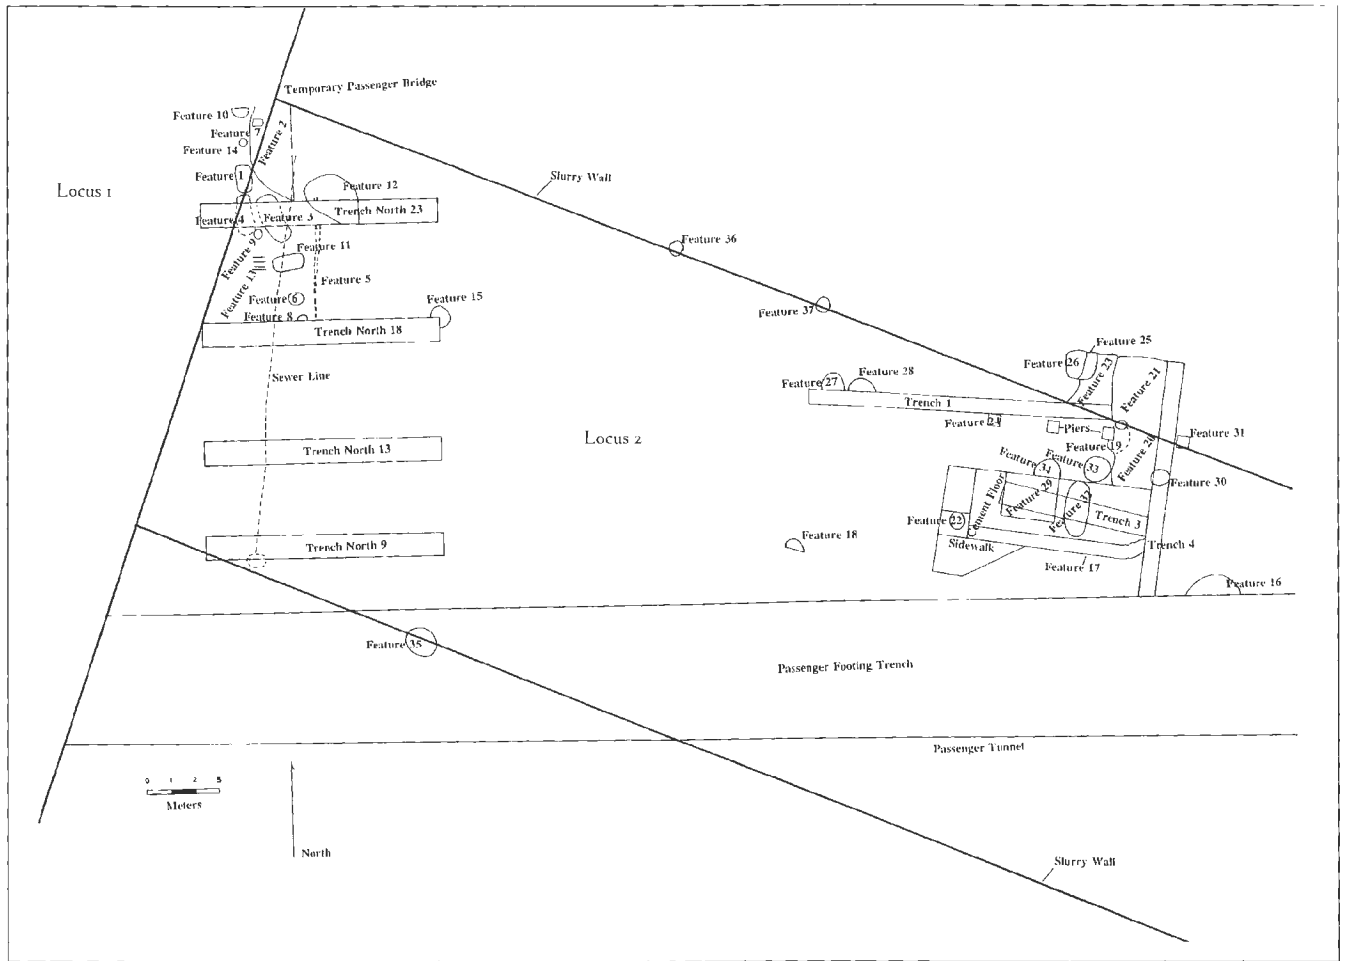 Temporary Passenger Bridge
Feature 10
Feature 7
Feature 2
Feature 14
Locus 1
Feature 1
Slurry Wall
Feature 12
Feature 4
Feature 3
Trench North 23
Feature 36
Feature 9
Feature 11
Feature 13
Feature 5
Feature 6
Feature 15
Feature 8
Trench North 18
Feature 37
Feature 25
Feature 26
Feature 23
Feature 21
Sewer Line
Feature 27
Feature 28
Trench 1
Feature 24
Piers
Feature 31
Locus 2
Feature 19
Feature 20
Trench North 13
Feature 34
Feature 33
Feature 30
Cement Floor
Feature 29
Feature 32
Trench 3
Feature 22
Feature 18
Trench North 9
Sidewalk
Trench 4
Feature 17
Feature 16
Feature 35
Passenger Footing Trench
Passenger Tunnel
0 1 2 3
Meters
North
Slurry Wall